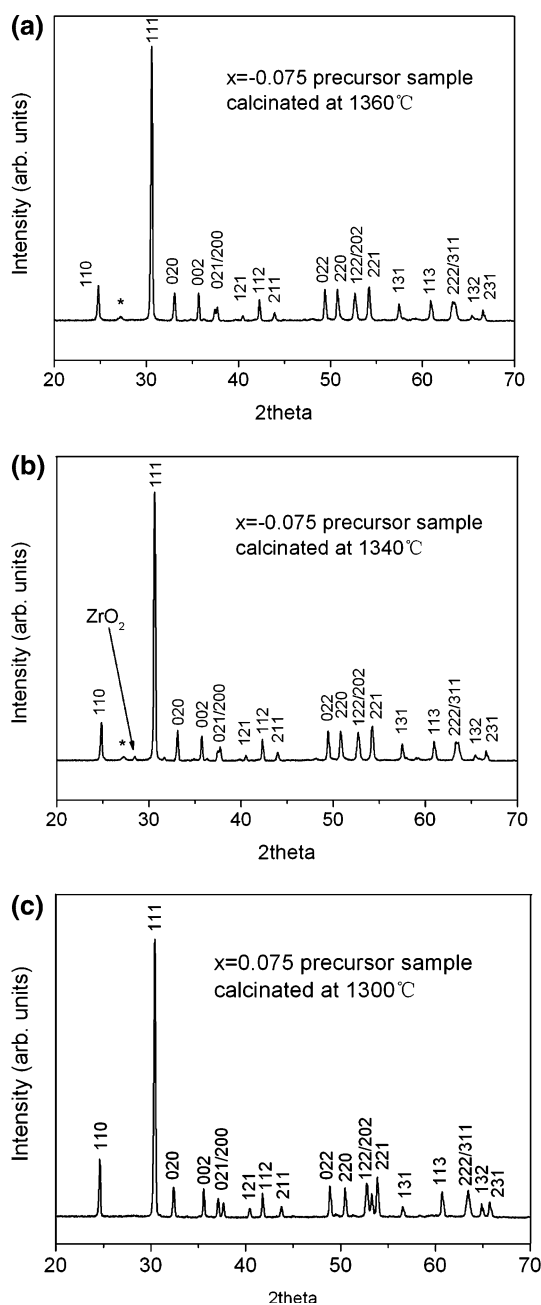 (a)
Intensity (arb. units)
x=-0.075 precursor sample
calcinated at 1360℃
110
*
111
020
002
021/200
121
112
211
022
220
122/202
221
131
113
222/311
132
231
20 30 40 50 60 70
2theta
(b)
Intensity (arb. units)
x=-0.075 precursor sample
calcinated at 1340℃
ZrO₂
110
*
111
020
002
021/200
121
112
211
022
220
122/202
221
131
113
222/311
132
231
20 30 40 50 60 70
2theta
(c)
Intensity (arb. units)
x=0.075 precursor sample
calcinated at 1300℃
110
111
020
002
021/200
121
112
211
022
220
122/202
221
131
113
222/311
132
231
20 30 40 50 60 70
2theta